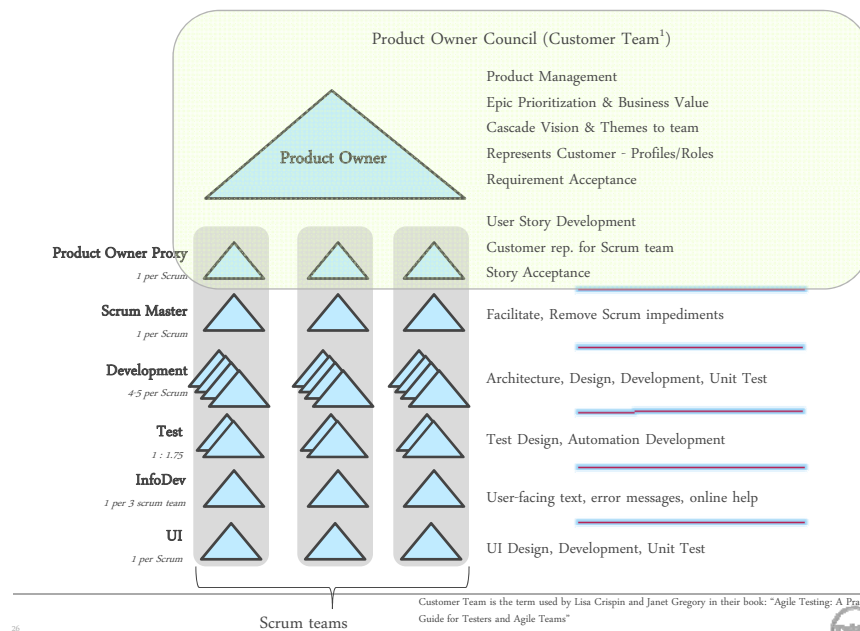 Product Owner Council (Customer Team1)
Product Management
Epic Prioritization & Business Value
Cascade Vision & Themes to team
Represents Customer - Profiles/Roles
Requirement Acceptance
Product Owner
User Story Development
Customer rep. for Scrum team
Story Acceptance
Product Owner Proxy
1 per Scrum
Scrum Master
1 per Scrum
Facilitate, Remove Scrum impediments
Development
4-5 per Scrum
Architecture, Design, Development, Unit Test
Test
1 : 1.75
Test Design, Automation Development
InfoDev
1 per 3 scrum team
User-facing text, error messages, online help
UI
1 per Scrum
UI Design, Development, Unit Test
Scrum teams
Customer Team is the term used by Lisa Crispin and Janet Gregory in their book: “Agile Testing: A Pra
Guide for Testers and Agile Teams”
26